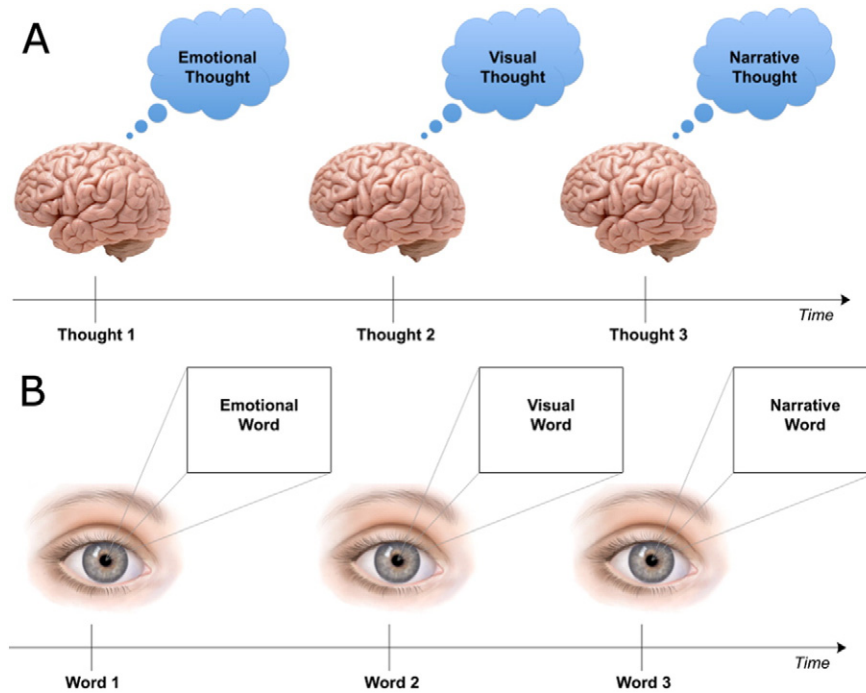 A
Emotional
Thought
Visual
Thought
Narrative
Thought
Time
Thought 1
Thought 2
Thought 3
B
Emotional
Word
Visual
Word
Narrative
Word
Time
Word 1
Word 2
Word 3